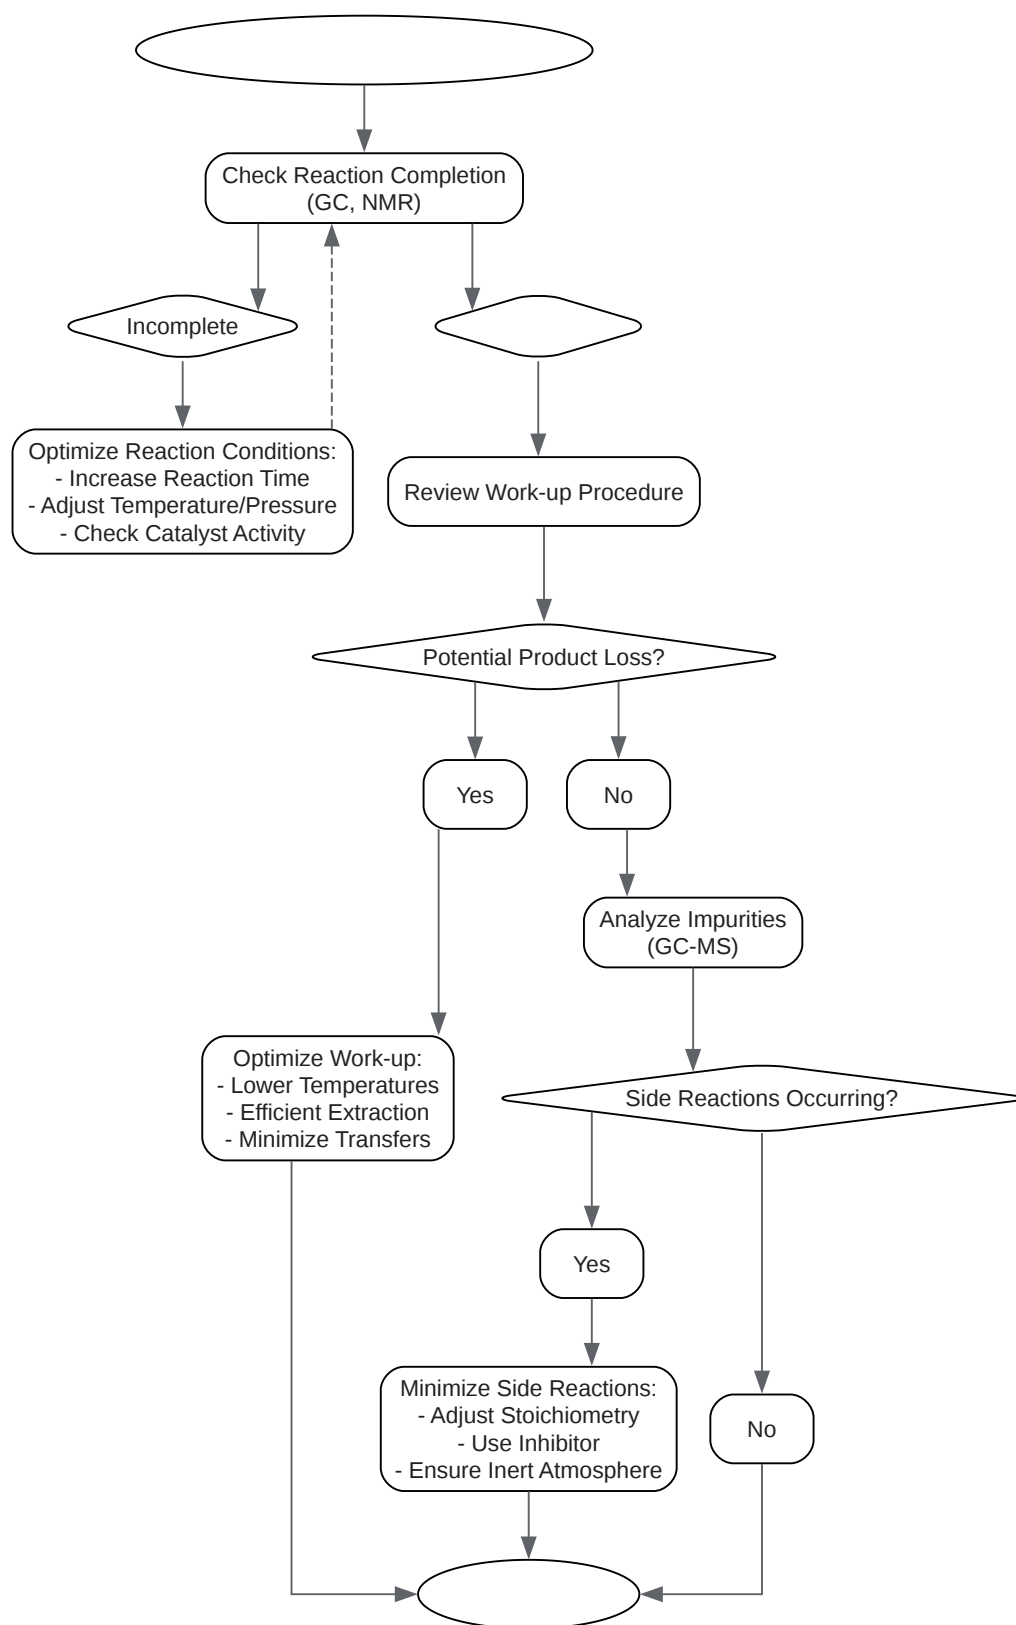 Check Reaction Completion
(GC, NMR)
Incomplete
Optimize Reaction Conditions:
- Increase Reaction Time
- Adjust Temperature/Pressure
- Check Catalyst Activity
Review Work-up Procedure
Potential Product Loss?
Yes
No
Analyze Impurities
(GC-MS)
Optimize Work-up:
- Lower Temperatures
- Efficient Extraction
- Minimize Transfers
Side Reactions Occurring?
Yes
Minimize Side Reactions:
- Adjust Stoichiometry
- Use Inhibitor
- Ensure Inert Atmosphere
No